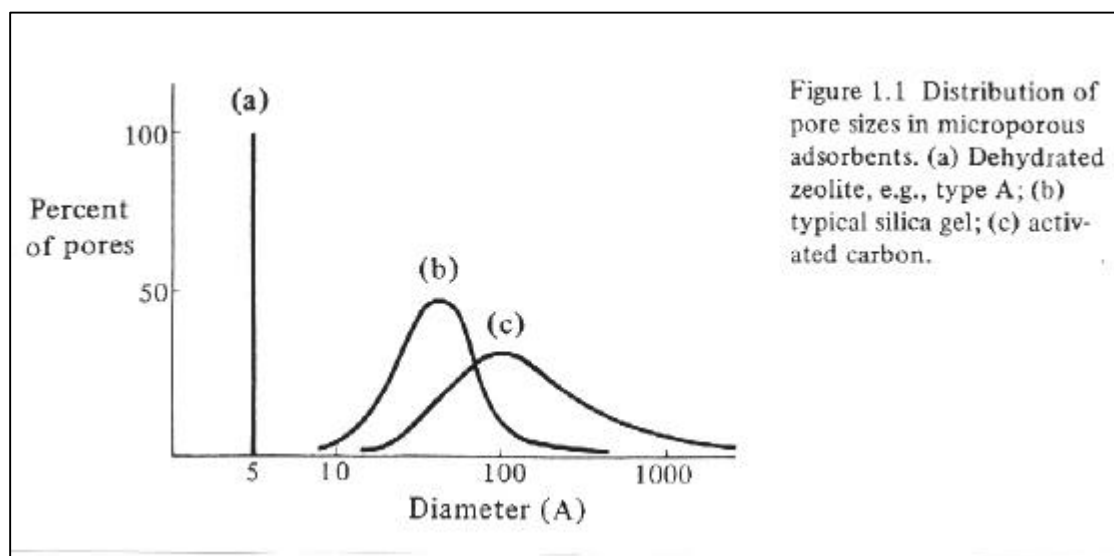 (a)
100
Percent
of pores
(b)
50
(c)
5
10
100
1000
Diameter (A)
Figure 1.1 Distribution of
pore sizes in microporous
adsorbents. (a) Dehydrated
zeolite, e.g., type A; (b)
typical silica gel; (c) activ-
ated carbon.